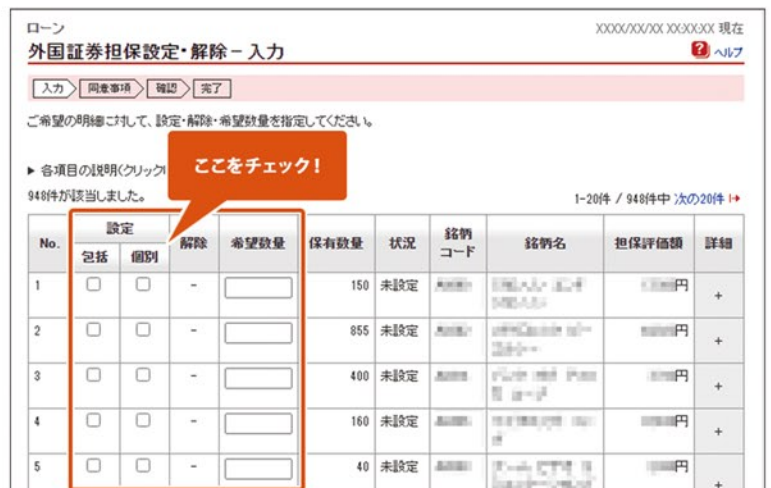 ローン
XXXX/XX/XX XX:XX:XX 現在
外国証券担保設定・解除－入力
? ヘルプ
入力 同意事項 確認 完了
ご希望の明細に対して、設定・解除・希望数量を指定してください。
▶ 各項目の説明(クリック
ここをチェック！
948件が該当しました。
1-20件 / 948件中 次の20件
No. 設定 解除 希望数量 保有数量 状況 銘柄コード 銘柄名 担保評価額 詳細
包括 個別
1 - 150 未設定 円 +
2 - 855 未設定 円 +
3 - 400 未設定 円 +
4 - 160 未設定 円 +
5 - 40 未設定 円 +